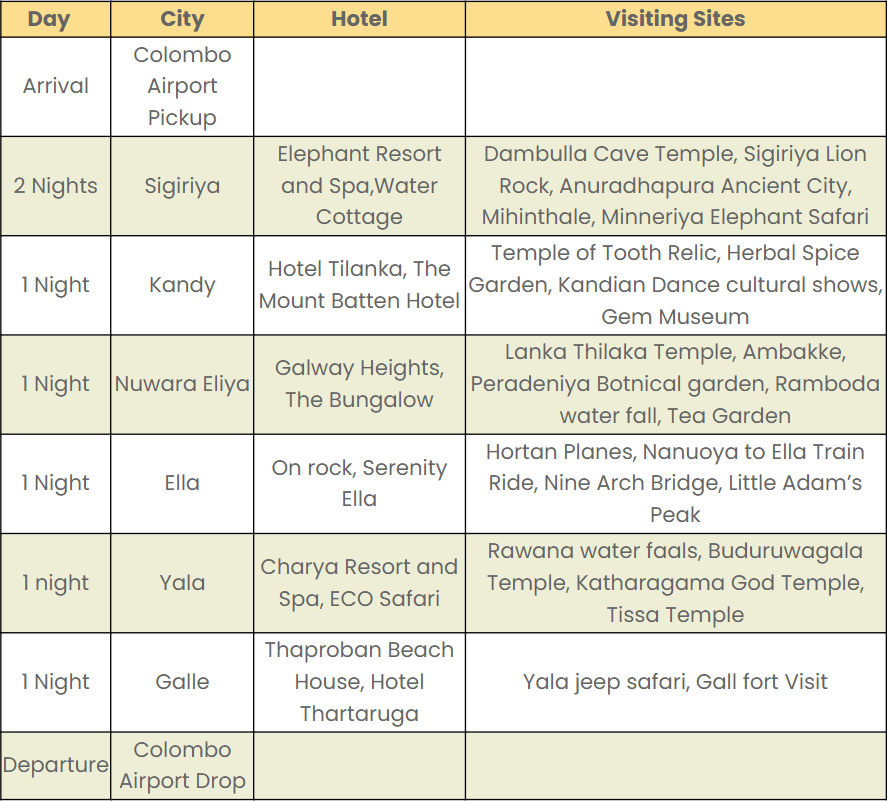 Day City Hotel Visiting Sites
Arrival
Colombo
Airport
Pickup
2 Nights
Sigiriya
Elephant Resort
and Spa,Water
Cottage
Dambulla Cave Temple, Sigiriya Lion
Rock, Anuradhapura Ancient City,
Mihinthale, Minneriya Elephant Safari
1 Night
Kandy
Hotel Tilanka, The
Mount Batten Hotel
Temple of Tooth Relic, Herbal Spice
Garden, Kandian Dance cultural shows,
Gem Museum
1 Night
Nuwara Eliya
Galway Heights,
The Bungalow
Lanka Thilaka Temple, Ambakke,
Peradeniya Botnical garden, Ramboda
water fall, Tea Garden
1 Night
Ella
On rock, Serenity
Ella
Hortan Planes, Nanuoya to Ella Train
Ride, Nine Arch Bridge, Little Adam’s
Peak
1 night
Yala
Charya Resort and
Spa, ECO Safari
Rawana water faals, Buduruwagala
Temple, Katharagama God Temple,
Tissa Temple
1 Night
Galle
Thaproban Beach
House, Hotel
Thartaruga
Yala jeep safari, Gall fort Visit
Departure
Colombo
Airport Drop